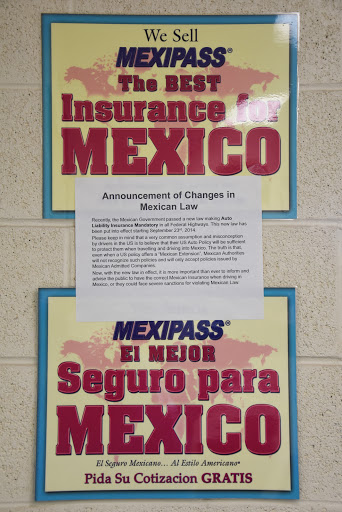 We Sell
MEXIPASS®
The BEST
Insurance for
MEXICO
Announcement of Changes in
Mexican Law
Recently, the Mexican Government passed a new law making Auto
Liability Insurance Mandatory in all Federal Highways. This new law has
been put into effect starting September 23rd, 2014.
Please keep in mind that a very common assumption and misconception
by drivers in the US is to believe that their US Auto Policy will be sufficient
to protect them when travelling and driving into Mexico. The truth is that,
even when a US policy offers a "Mexican Extension", Mexican Authorities
will not recognize such policies and will only accept policies issued by
Mexican Admitted Companies.
Now, with the new law in effect, it is more important than ever to inform and
advise the public to have the correct Mexican Insurance when driving in
Mexico, or they could face severe sanctions for violating Mexican Law.
MEXIPASS®
El MEJOR
Seguro para
MEXICO
El Seguro Mexicano... Al Estilo Americano®
Pida Su Cotizacion GRATIS